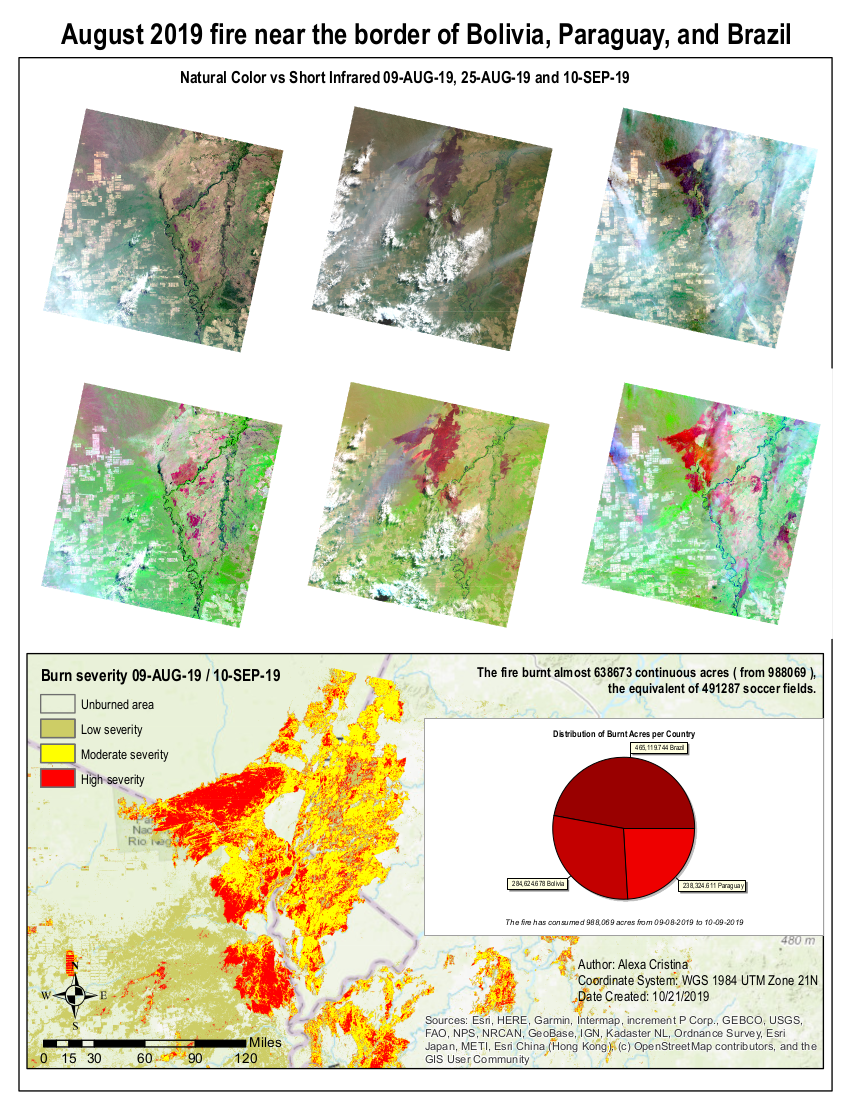 August 2019 fire near the border of Bolivia, Paraguay, and Brazil
Natural Color vs Short Infrared 09-AUG-19, 25-AUG-19 and 10-SEP-19
Burn severity 09-AUG-19 / 10-SEP-19
Unburned area
Low severity
Moderate severity
High severity
The fire burnt almost 638673 continuous acres ( from 988069 ),
the equivalent of 491287 soccer fields.
Distribution of Burnt Acres per Country
465,119.744 Brazil
284,624.678 Bolivia
238,324.611 Paraguay
The fire has consumed 988,069 acres from 09-08-2019 to 10-09-2019
Rio Neg
480 m
N
W
E
S
Miles
0 15 30 60 90 120
Author: Alexa Cristina
Coordinate System: WGS 1984 UTM Zone 21N
Date Created: 10/21/2019
Sources: Esri, HERE, Garmin, Intermap, increment P Corp., GEBCO, USGS,
FAO, NPS, NRCAN, GeoBase, IGN, Kadaster NL, Ordnance Survey, Esri
Japan, METI, Esri China (Hong Kong), (c) OpenStreetMap contributors, and the
GIS User Community